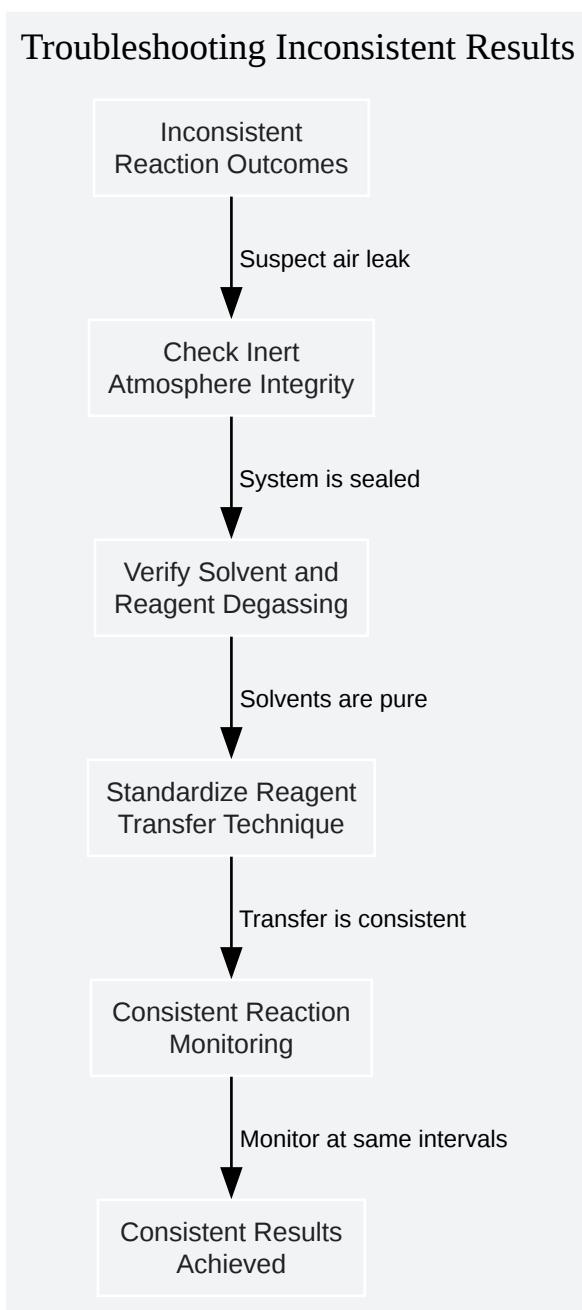 Troubleshooting Inconsistent Results
Inconsistent
Reaction Outcomes
Suspect air leak
Check Inert
Atmosphere Integrity
System is sealed
Verify Solvent and
Reagent Degassing
Solvents are pure
Standardize Reagent
Transfer Technique
Transfer is consistent
Consistent Reaction
Monitoring
Monitor at same intervals
Consistent Results
Achieved